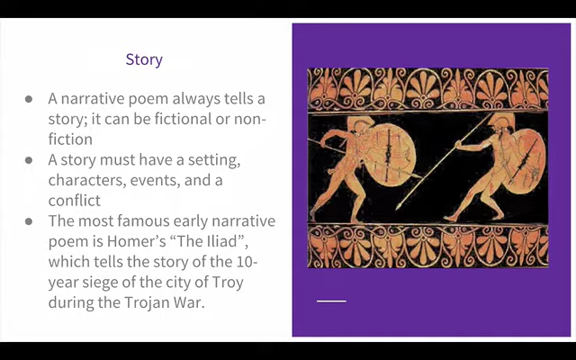 Story
● A narrative poem always tells a
story; it can be fictional or non-
fiction
● A story must have a setting,
characters, events, and a
conflict
● The most famous early narrative
poem is Homer's “The Iliad”,
which tells the story of the 10-
year siege of the city of Troy
during the Trojan War.